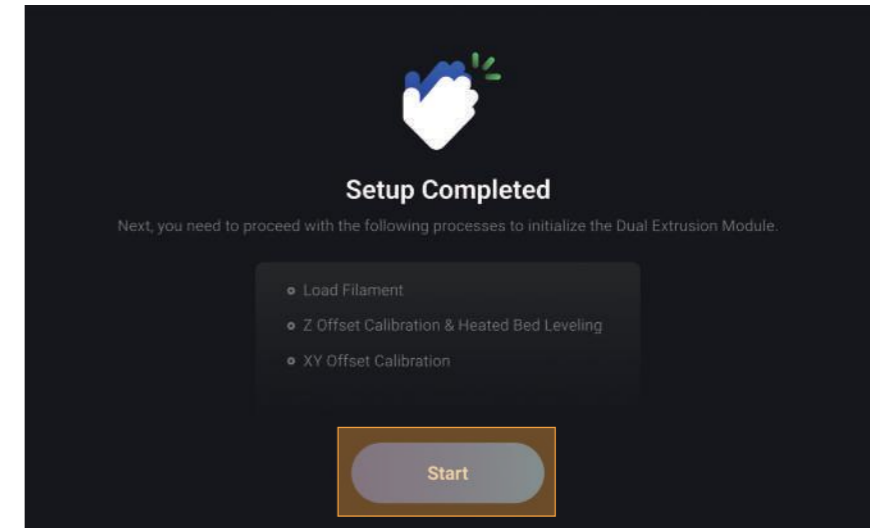 Setup Completed
Next, you need to proceed with the following processes to initialize the Dual Extrusion Module.
Load Filament
Z Offset Calibration & Heated Bed Leveling
XY Offset Calibration
Start